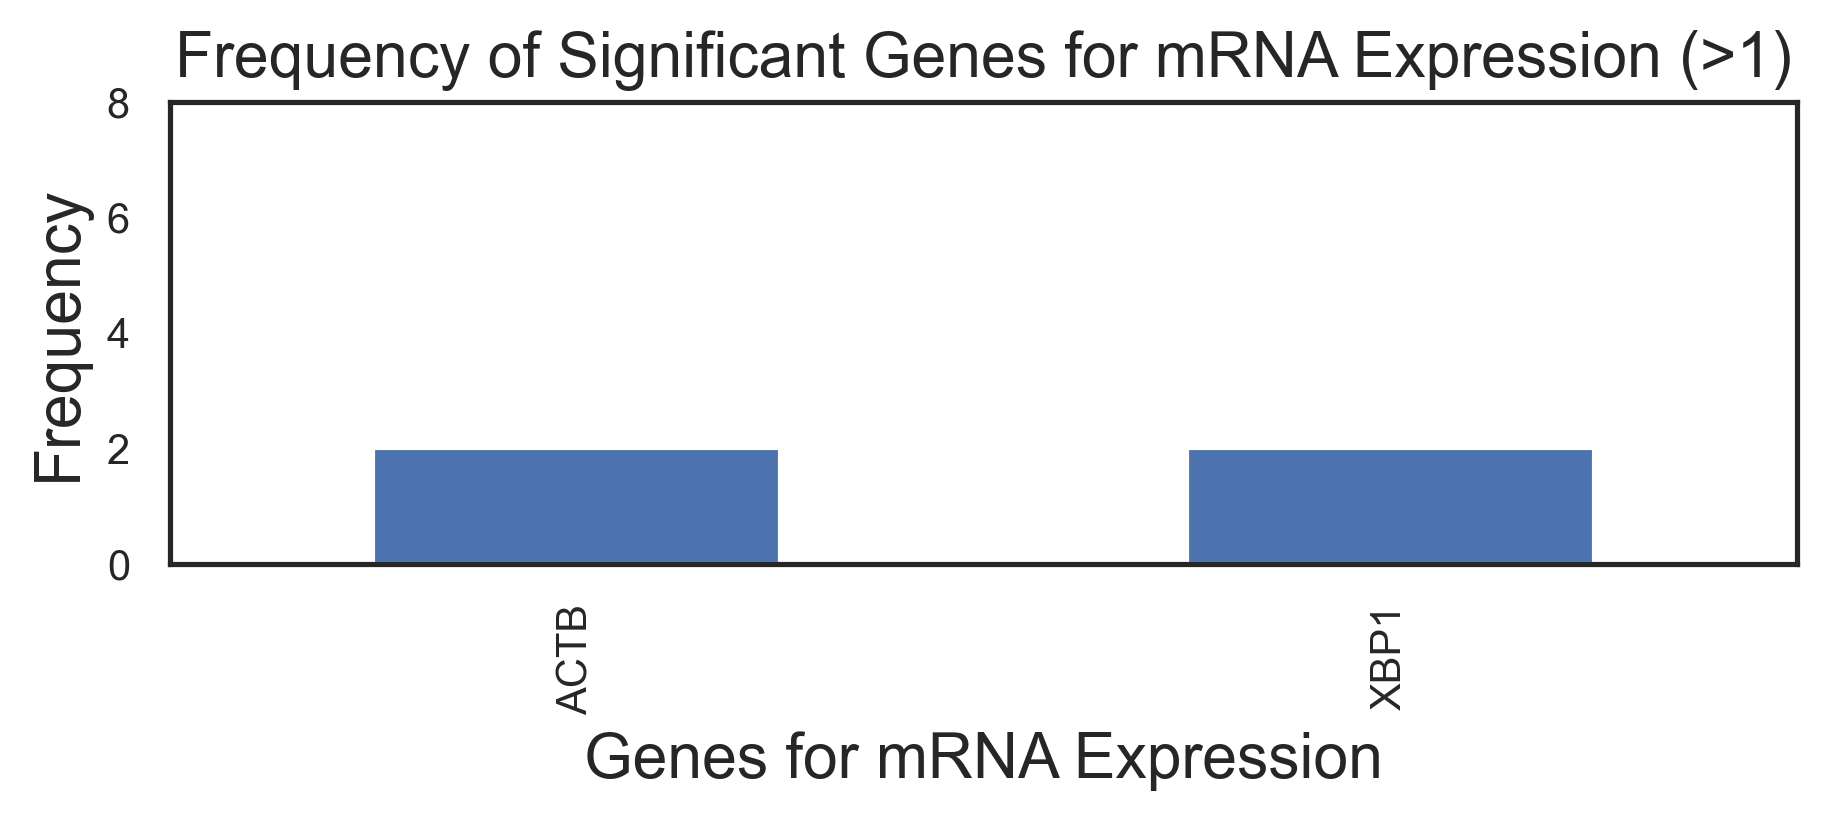 Frequency of Significant Genes for mRNA Expression (>1)
Frequency
8
6
4
2
0
ACTB
XBP1
Genes for mRNA Expression